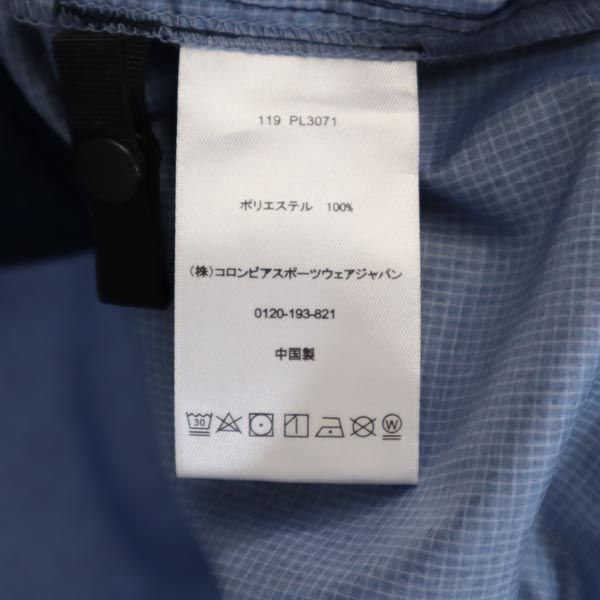 119 PL3071
ポリエステル 100%
(株)コロンビアスポーツウェアジャパン
0120-193-821
中国製
30 W